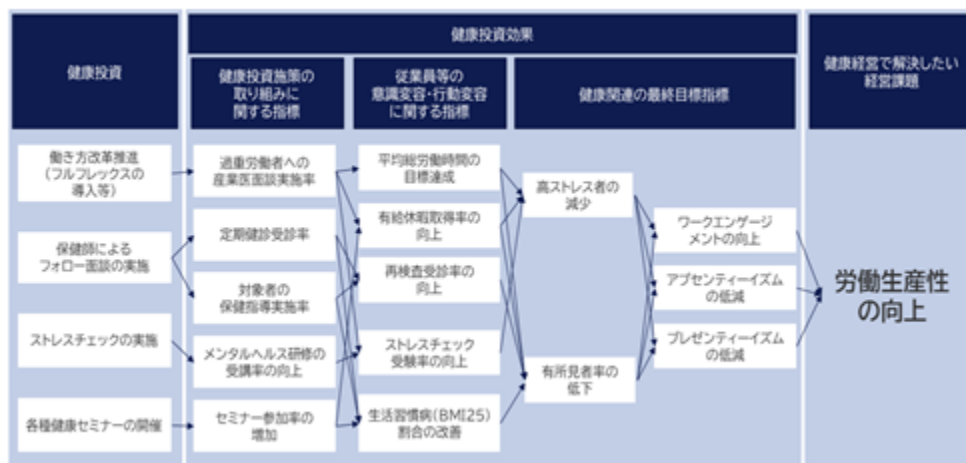 健康投資
健康投資効果
健康経営で解決したい
経営課題
健康投資施策の
取り組みに
関する指標
従業員等の
意識変容・行動変容
に関する指標
健康関連の最終目標指標
働き方改革推進
(フルフレックスの
導入等)
保健師による
フォロー面談の実施
ストレスチェックの実施
各種健康セミナーの開催
過重労働者への
産業医面談実施率
定期健診受診率
対象者の
保健指導実施率
メンタルヘルス研修の
受講率の向上
セミナー参加率の
増加
平均総労働時間の
目標達成
有給休暇取得率の
向上
再検査受診率の
向上
ストレスチェック
受験率の向上
生活習慣病(BMI25)
割合の改善
高ストレス者の
減少
有所見者率の
低下
ワークエンゲージ
メントの向上
アブセンティーイズム
の低減
プレゼンティーイズム
の低減
労働生産性
の向上